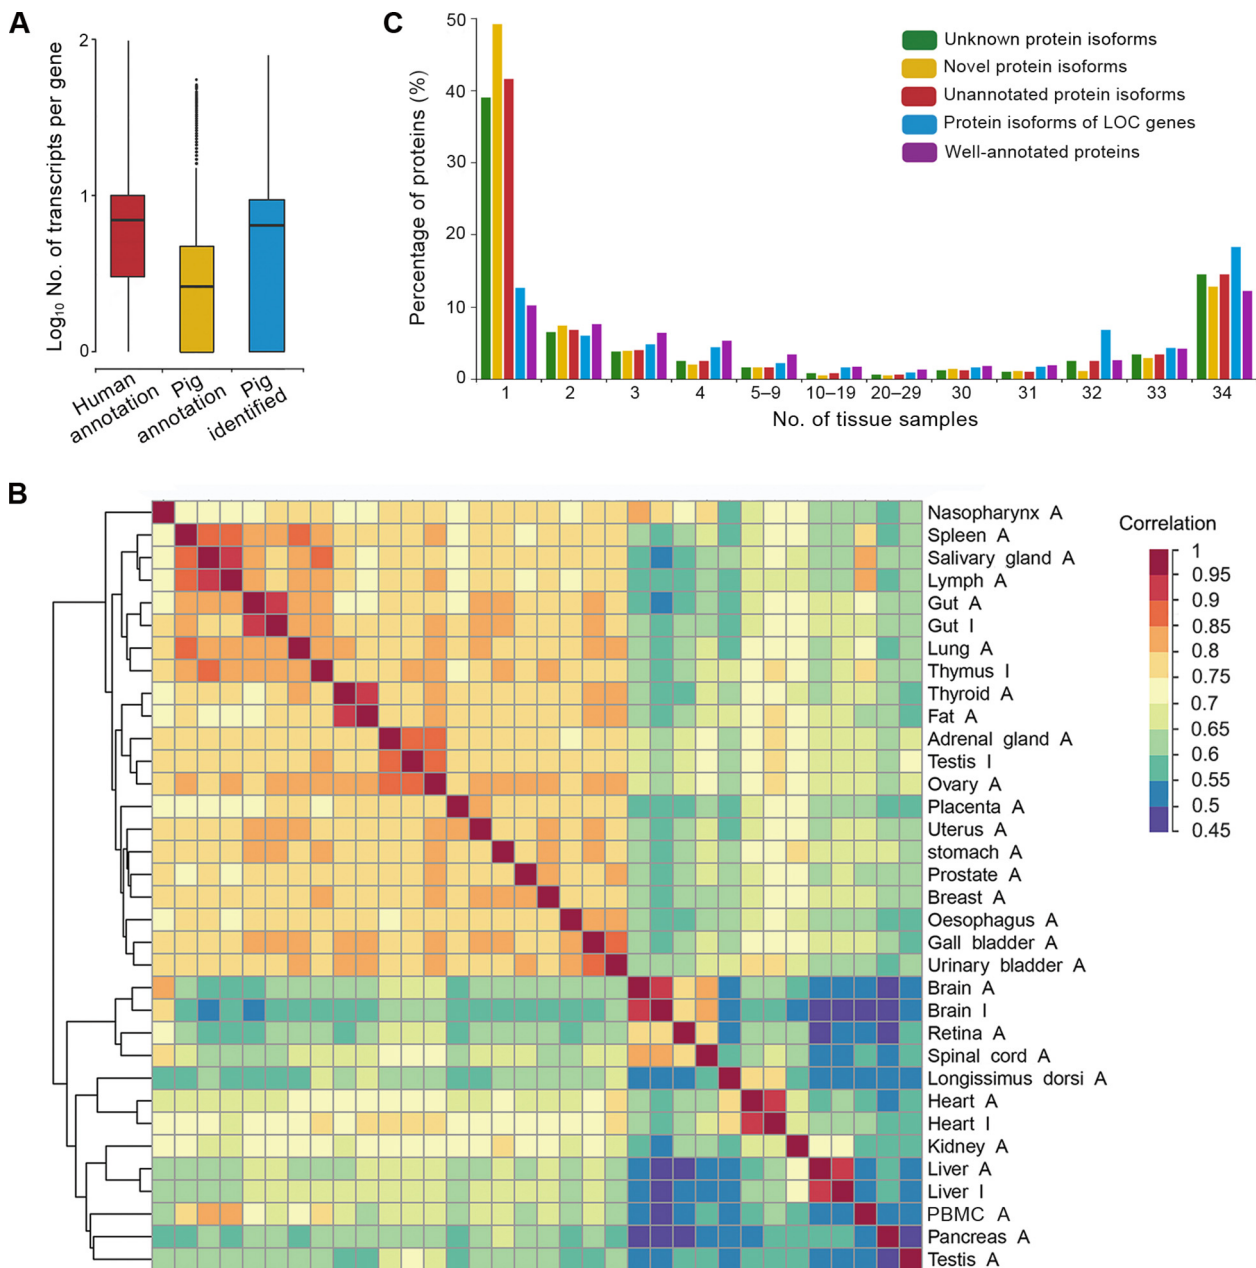 A
Log₁₀ No. of transcripts per gene
2
1
0
Human
annotation
Pig
annotation
Pig
identified
C
Percentage of proteins (%)
50
40
30
20
10
0
1
2
3
4
5–9
10–19
20–29
30
31
32
33
34
No. of tissue samples
Unknown protein isoforms
Novel protein isoforms
Unannotated protein isoforms
Protein isoforms of LOC genes
Well-annotated proteins
B
Nasopharynx A
Spleen A
Salivary gland A
Lymph A
Gut A
Gut I
Lung A
Thymus I
Thyroid A
Fat A
Adrenal gland A
Testis I
Ovary A
Placenta A
Uterus A
stomach A
Prostate A
Breast A
Oesophagus A
Gall bladder A
Urinary bladder A
Brain A
Brain I
Retina A
Spinal cord A
Longissimus dorsi A
Heart A
Heart I
Kidney A
Liver A
Liver I
PBMC A
Pancreas A
Testis A
Correlation
1
0.95
0.9
0.85
0.8
0.75
0.7
0.65
0.6
0.55
0.5
0.45